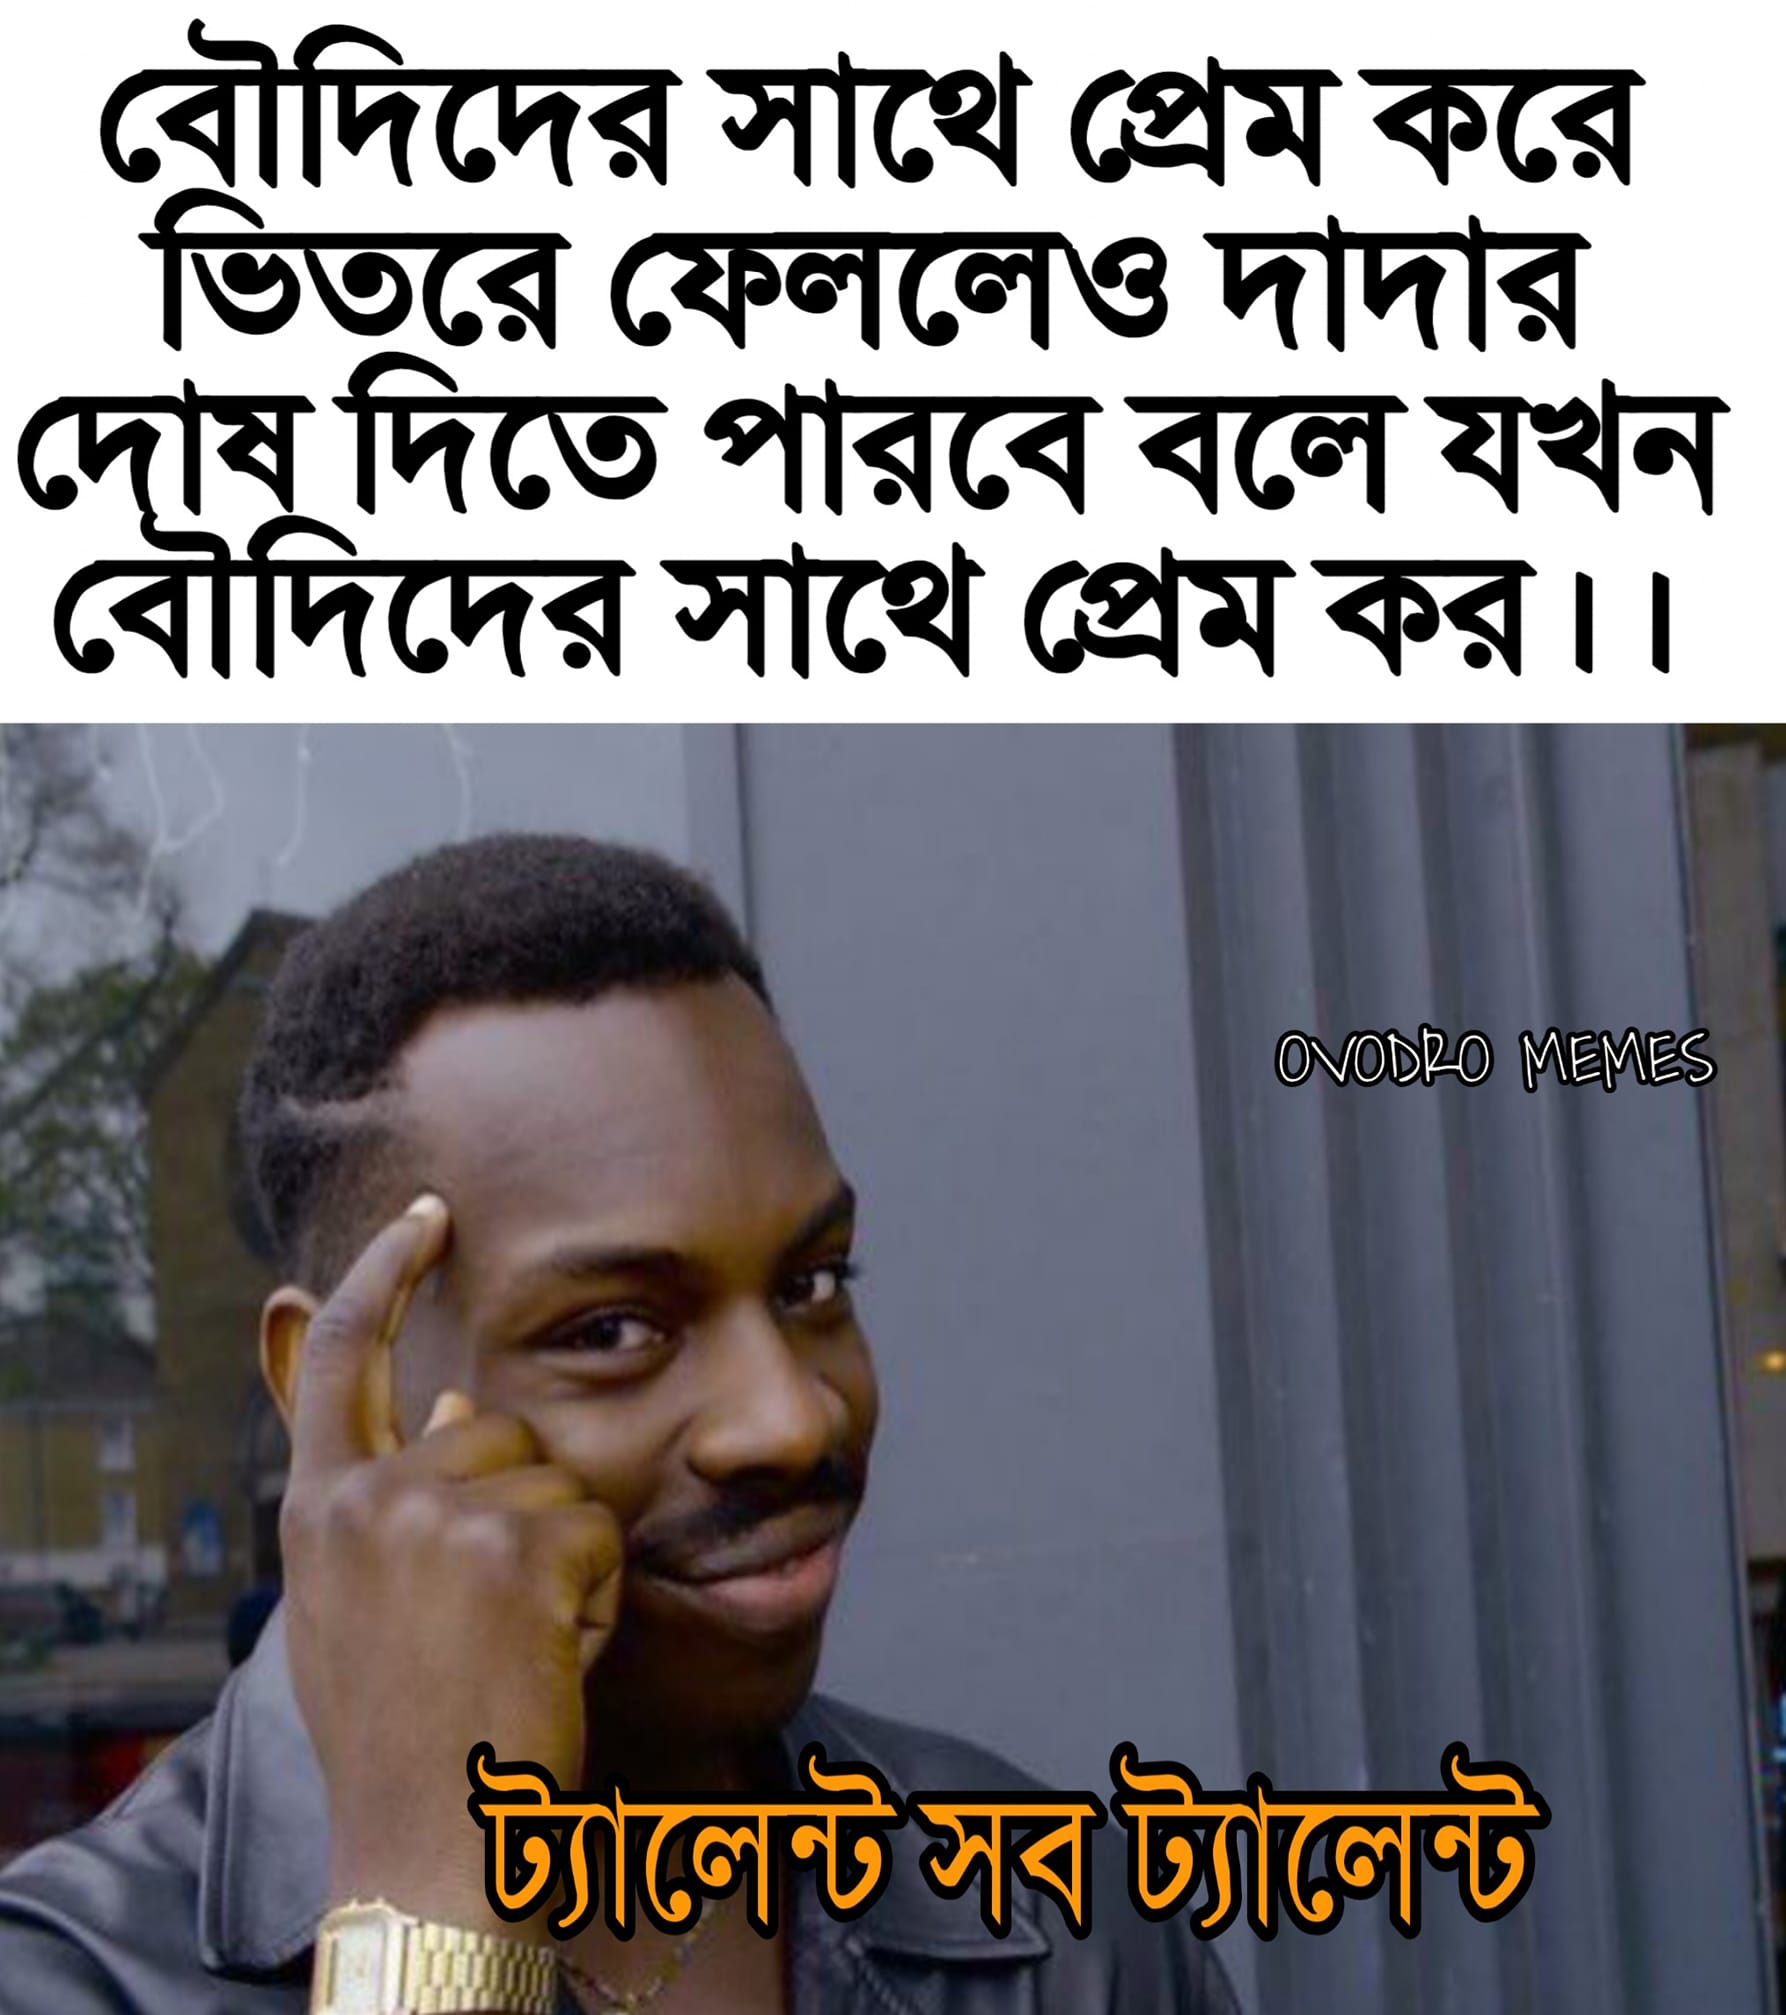 বৌদিদের সাথে প্রেম করে
ভিতরে ফেললেও দাদার
দোষ দিতে পারবে বলে যখন
বৌদিদের সাথে প্রেম কর।।
OVODRO MEMES
ট্যালেন্ট সব ট্যালেন্ট